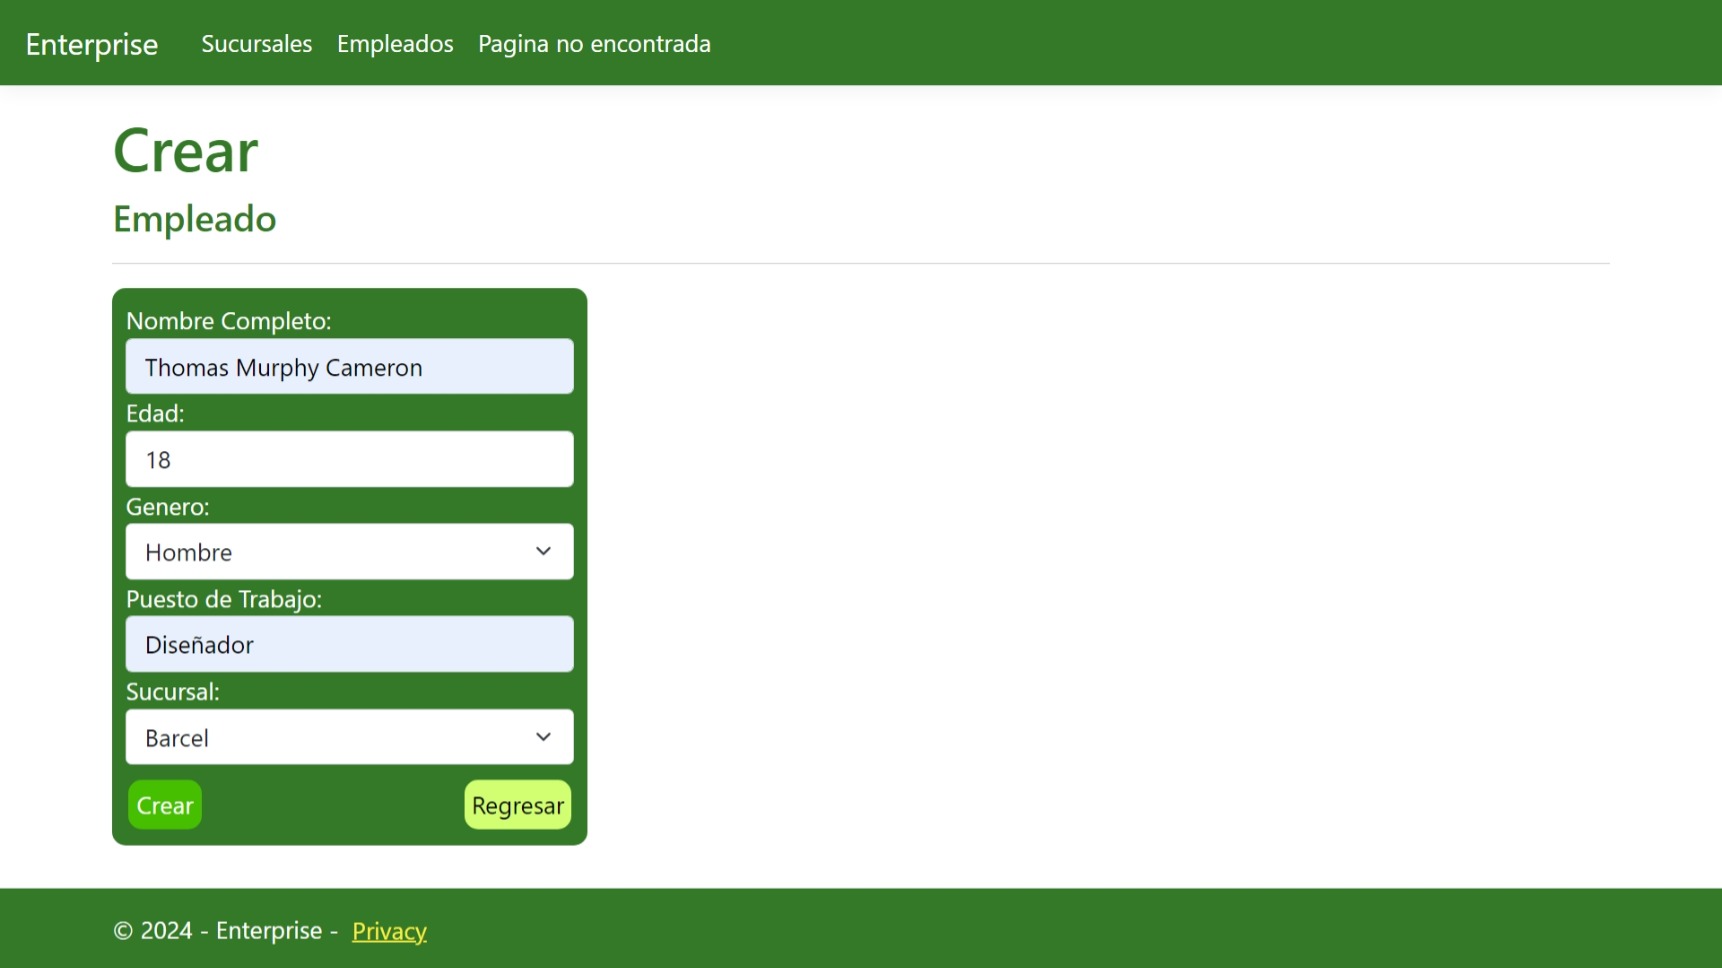 Enterprise Sucursales Empleados Pagina no encontrada
Crear
Empleado
Nombre Completo:
Thomas Murphy Cameron
Edad:
18
Genero:
Hombre
Puesto de Trabajo:
Diseñador
Sucursal:
Barcel
Crear Regresar
© 2024 - Enterprise - Privacy